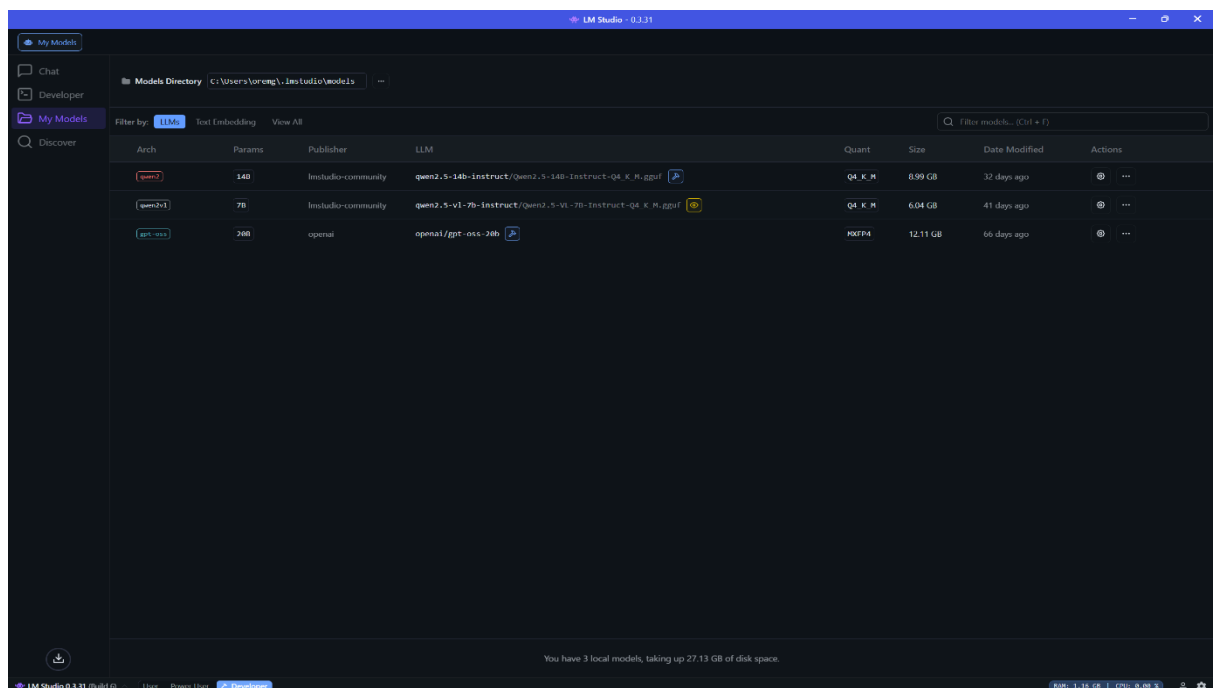 LM Studio - 0.3.31
My Models
Chat
Developer
My Models
Discover
Models Directory C:\Users\oremg\.lmstudio\models ...
Filter by: LLMs Text Embedding View All Filter models... (Ctrl + F)
Arch Params Publisher LLM Quant Size Date Modified Actions
qwen2 14B lmstudio-community qwen2.5-14b-instruct/Qwen2.5-14B-Instruct-Q4_K_M.gguf Q4_K_M 8.99 GB 32 days ago ...
qwen2vl 7B lmstudio-community qwen2.5-vl-7b-instruct/Qwen2.5-VL-7B-Instruct-Q4_K_M.gguf Q4_K_M 6.04 GB 41 days ago ...
gpt-oss 20B openai openai/gpt-oss-20b MXFP4 12.11 GB 66 days ago ...
You have 3 local models, taking up 27.13 GB of disk space.
LM Studio 0.3.31 (Build 6) User Power User Developer RAM: 1.16 GB | CPU: 0.00 %